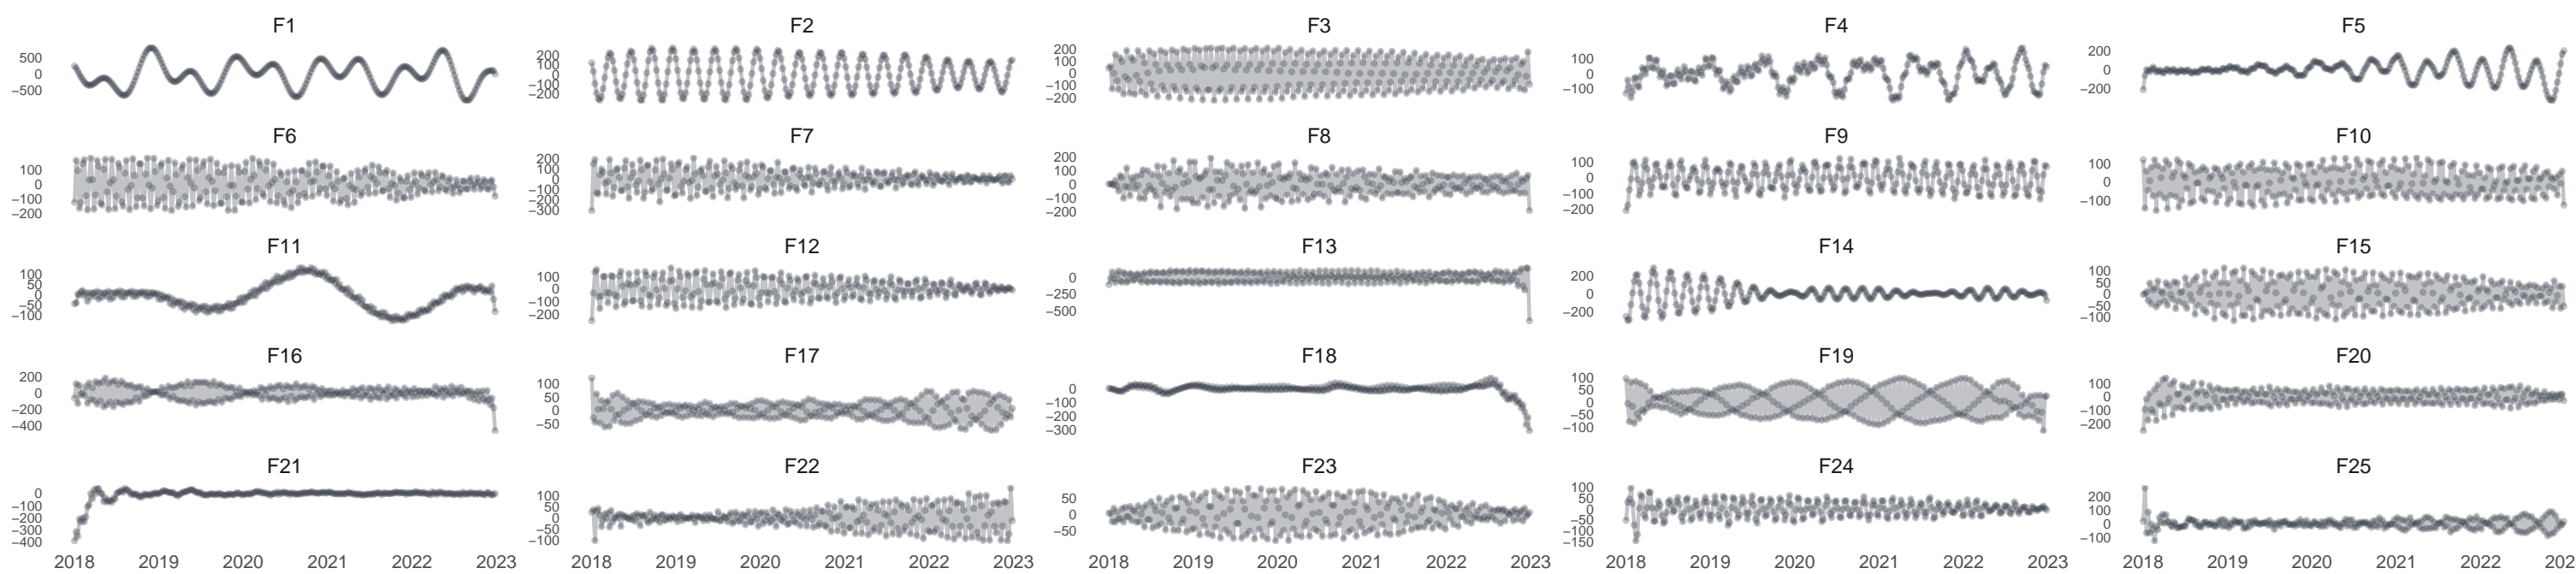 F1 F2 F3 F4 F5
500 0 −500
200 100 0 −100 −200
200 100 0 −100 −200
100 0 −100
200 0 −200
F6 F7 F8 F9 F10
100 0 −100 −200
200 100 0 −100 −200 −300
200 100 0 −100 −200
100 0 −100 −200
100 0 −100
F11 F12 F13 F14 F15
100 50 0 −50 −100
100 0 −100 −200
0 −250 −500
200 0 −200
100 50 0 −50 −100
F16 F17 F18 F19 F20
200 0 −200 −400
100 50 0 −50
0 −100 −200 −300
100 50 0 −50 −100
100 0 −100 −200
F21 F22 F23 F24 F25
0 −100 −200 −300 −400
100 50 0 −50 −100
50 0 −50
100 50 0 −50 −100 −150
200 100 0 −100
2018 2019 2020 2021 2022 2023
2018 2019 2020 2021 2022 2023
2018 2019 2020 2021 2022 2023
2018 2019 2020 2021 2022 2023
2018 2019 2020 2021 2022 202